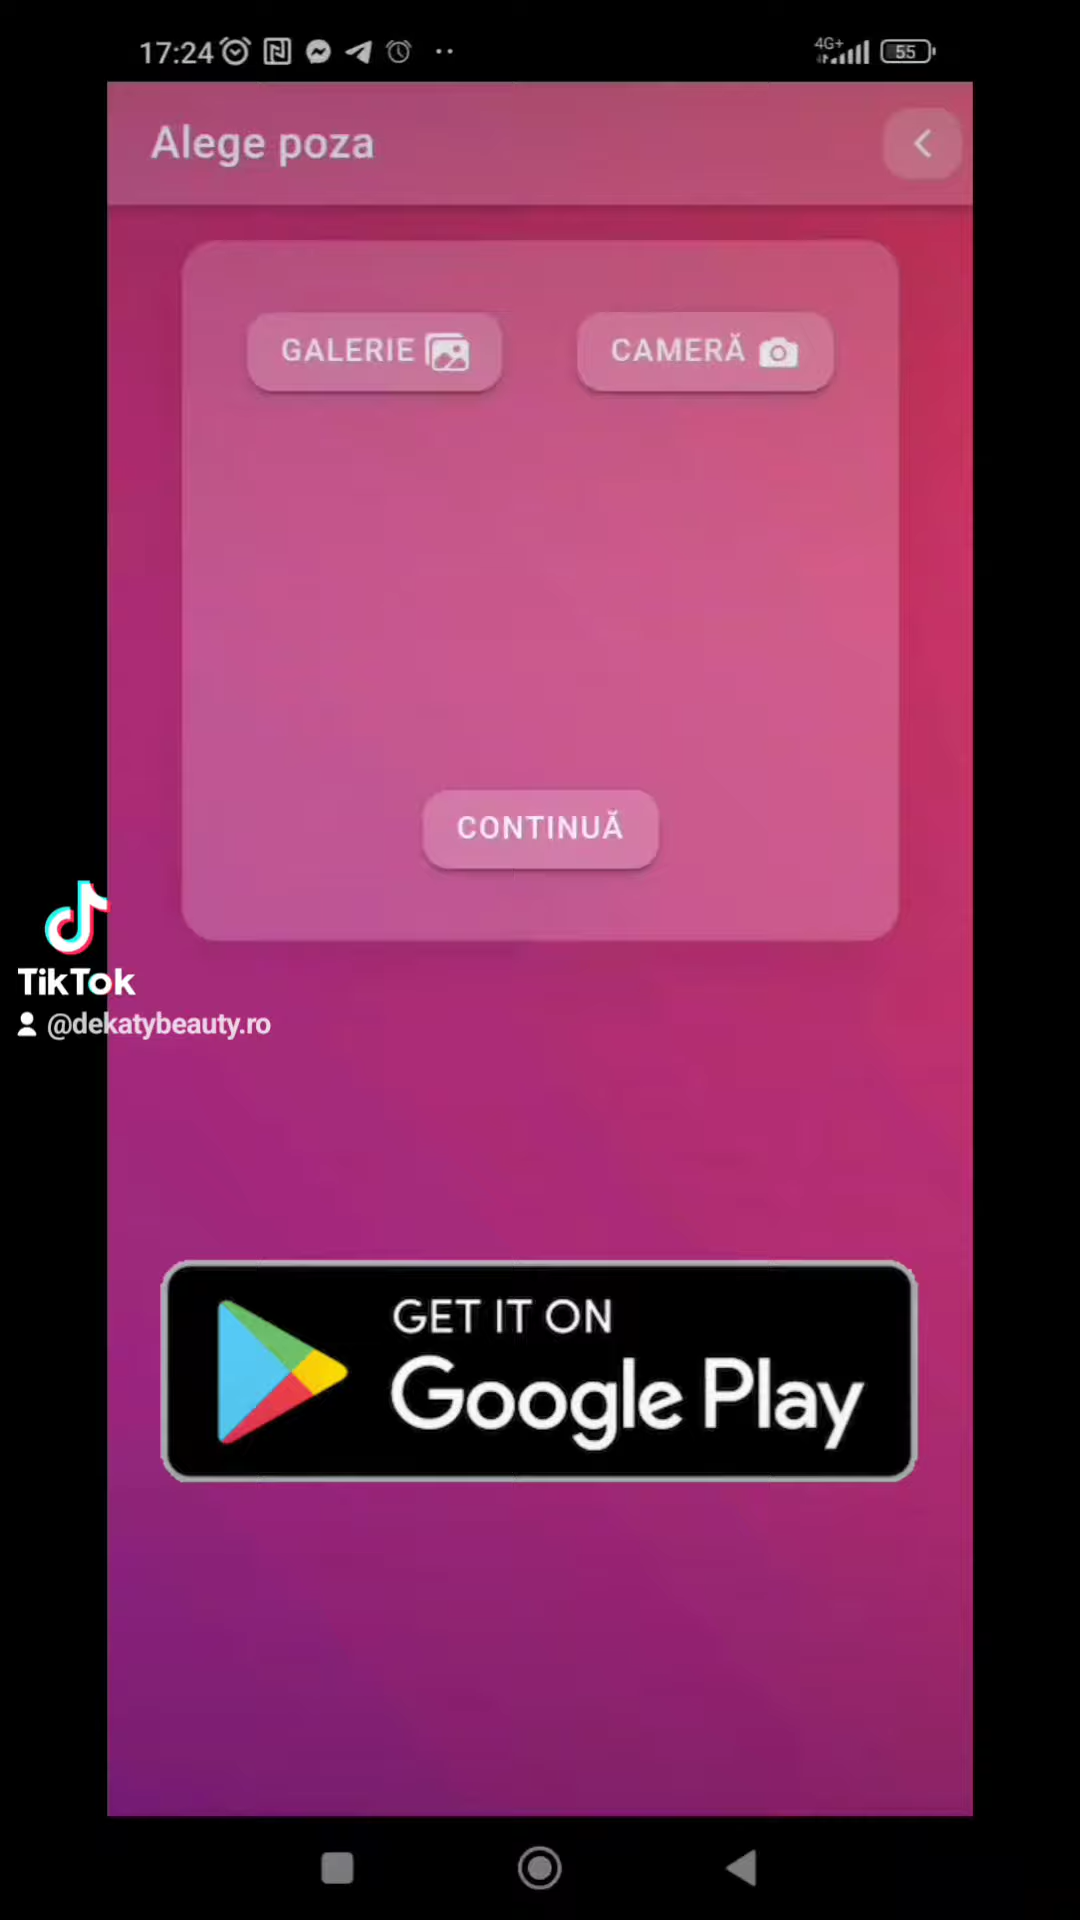 17:24
4G+
55
Alege poza
GALERIE
CAMERĂ
CONTINUĂ
TikTok
@dekatybeauty.ro
GET IT ON
Google Play